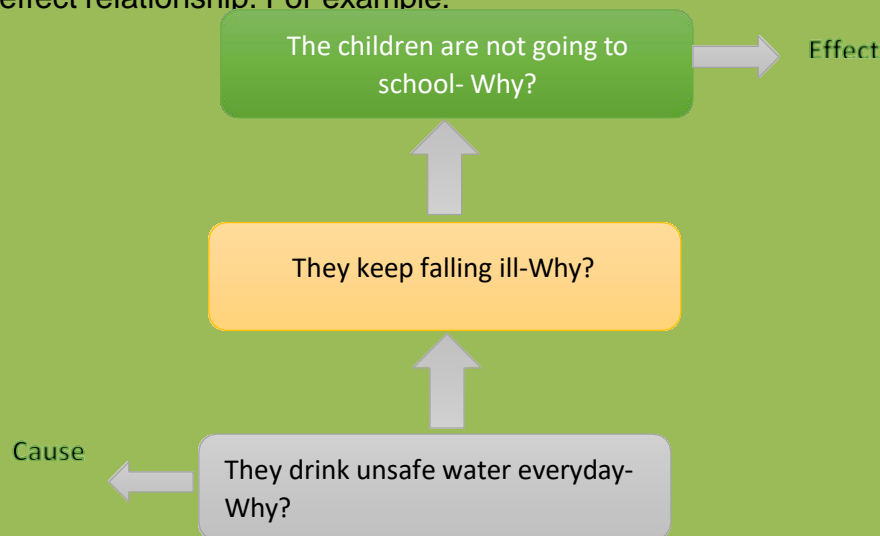 effect relationship. For example:
The children are not going to
school- Why?
Effect
They keep falling ill-Why?
Cause
They drink unsafe water everyday-
Why?